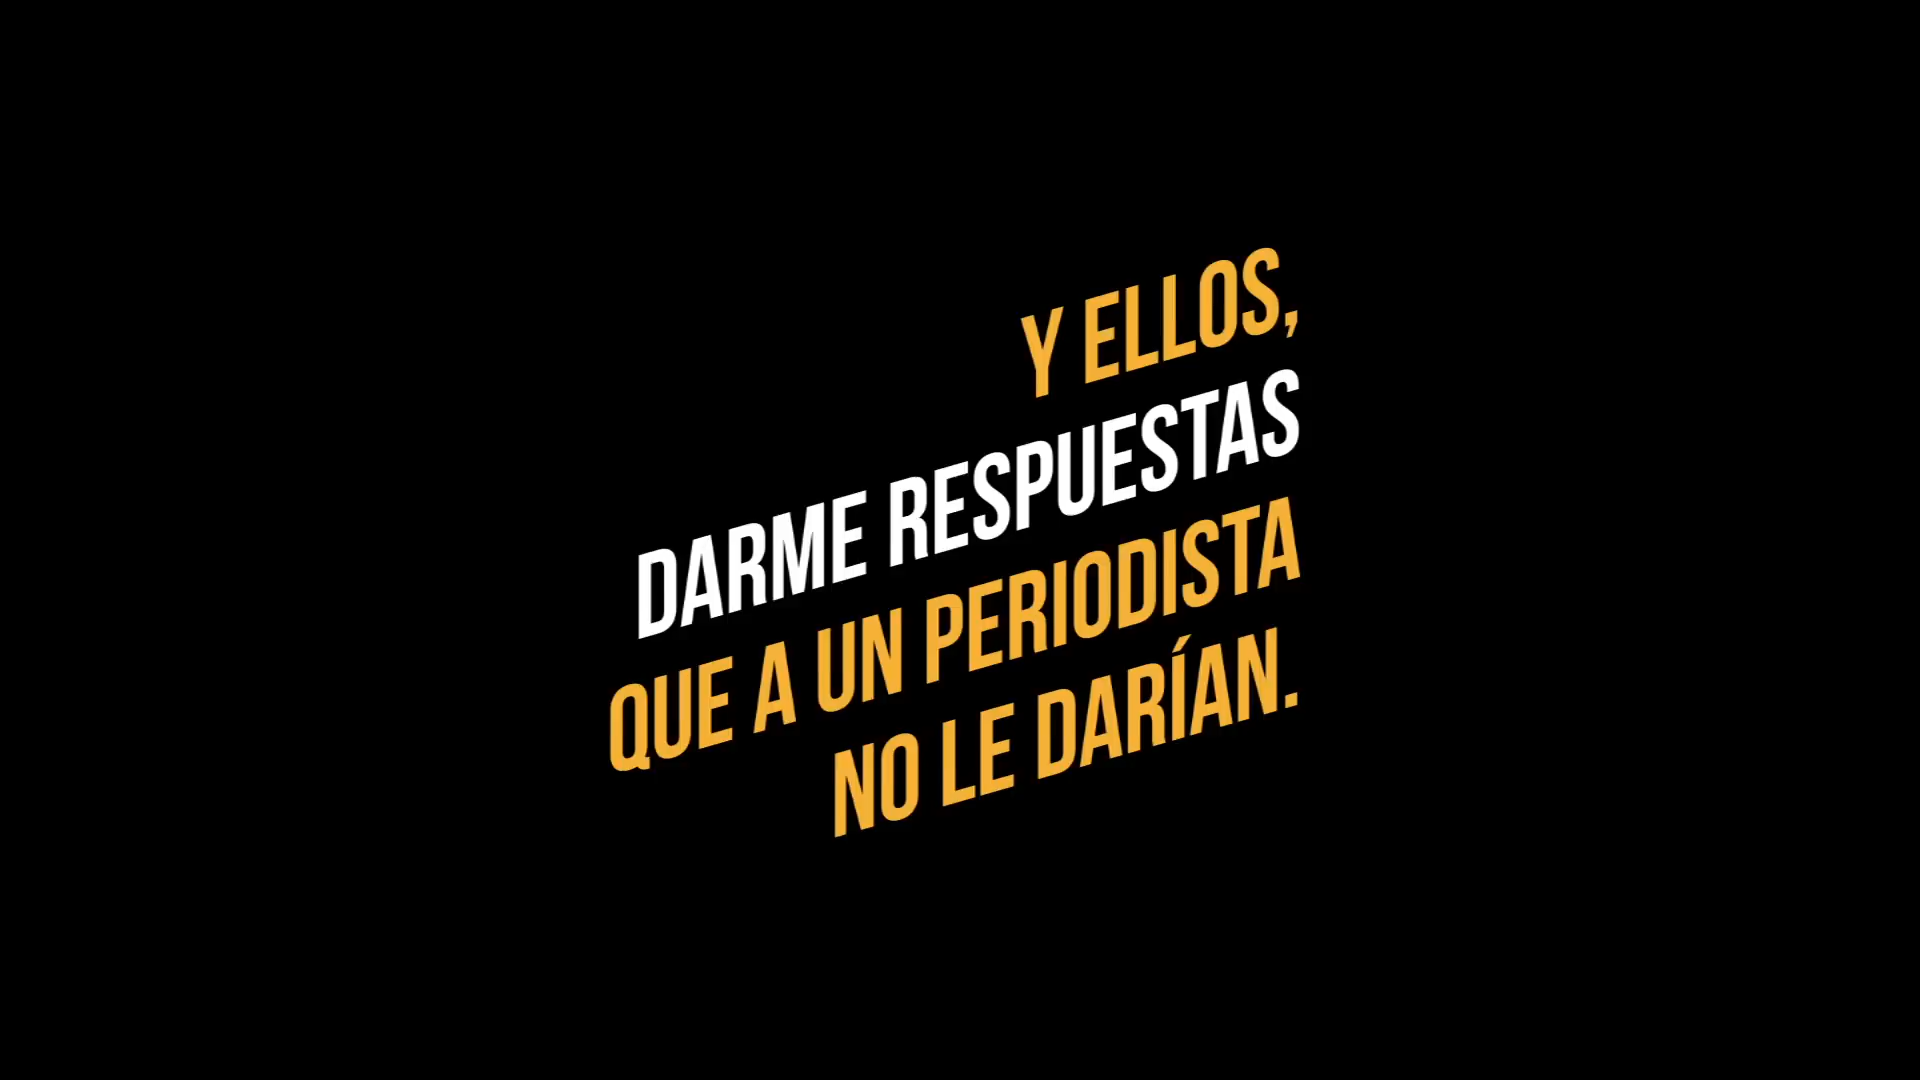 Y ELLOS,
DARME RESPUESTAS
QUE A UN PERIODISTA
NO LE DARÍAN.